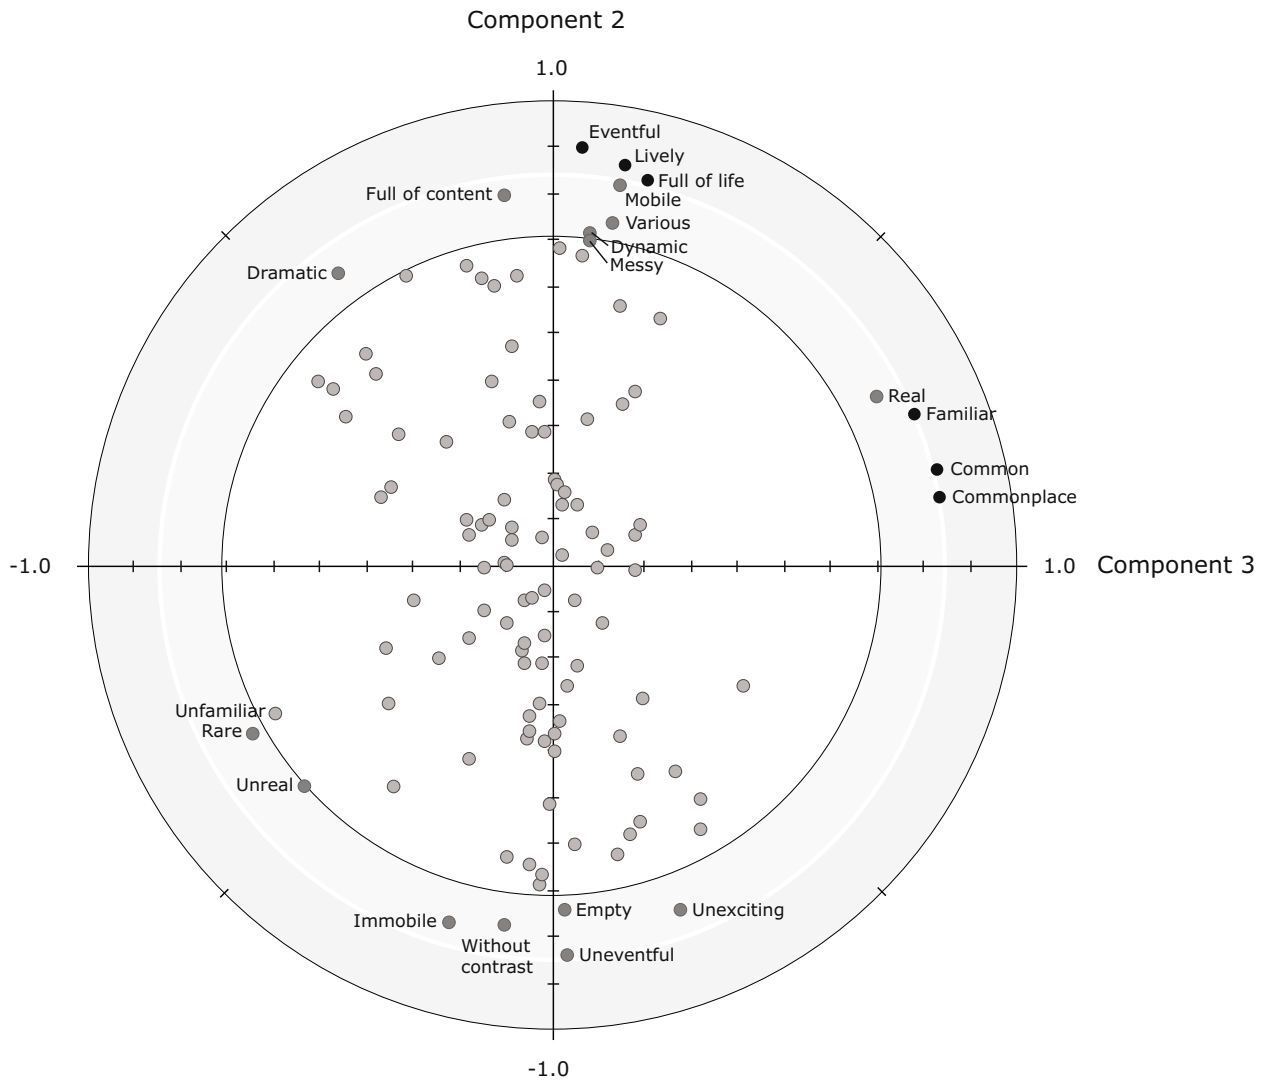 Component 2
1.0
Eventful
Lively
Full of life
Full of content
Mobile
Various
Dynamic
Messy
Dramatic
Real
Familiar
Common
Commonplace
-1.0
1.0
Component 3
Unfamiliar
Rare
Unreal
Empty
Unexciting
Immobile
Without
contrast
Uneventful
-1.0